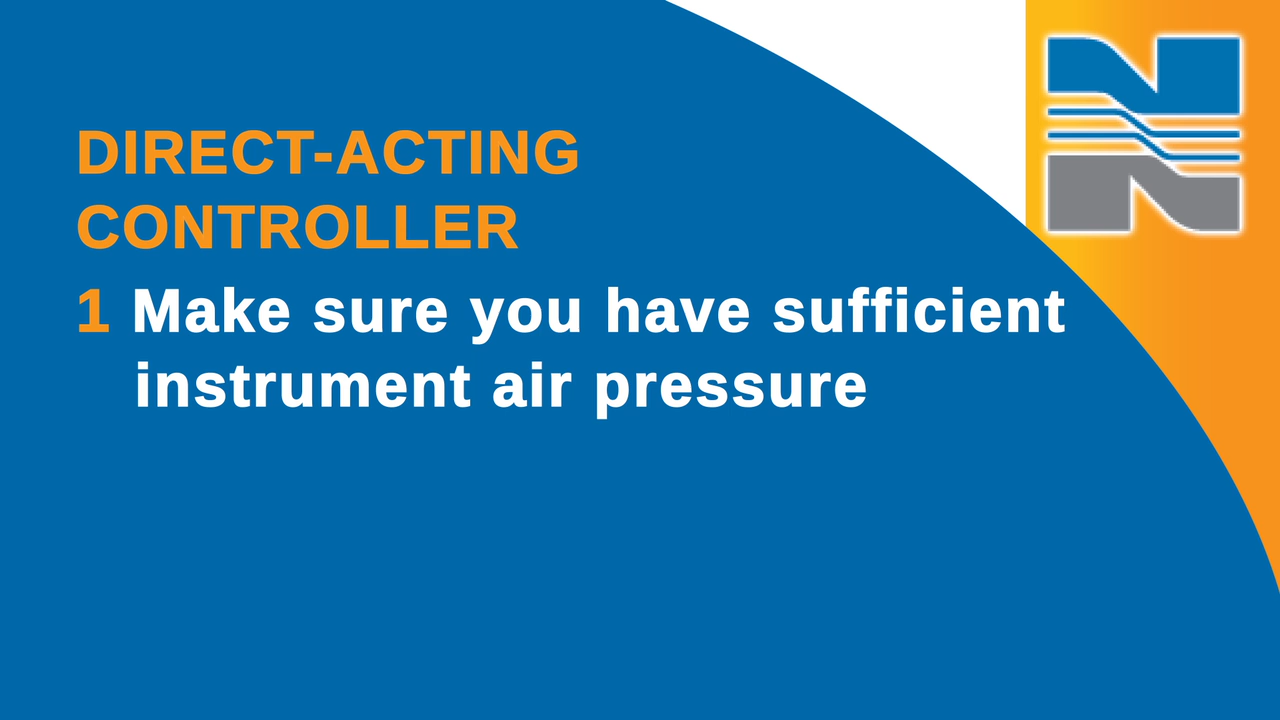 DIRECT-ACTING
CONTROLLER
1 Make sure you have sufficient
instrument air pressure